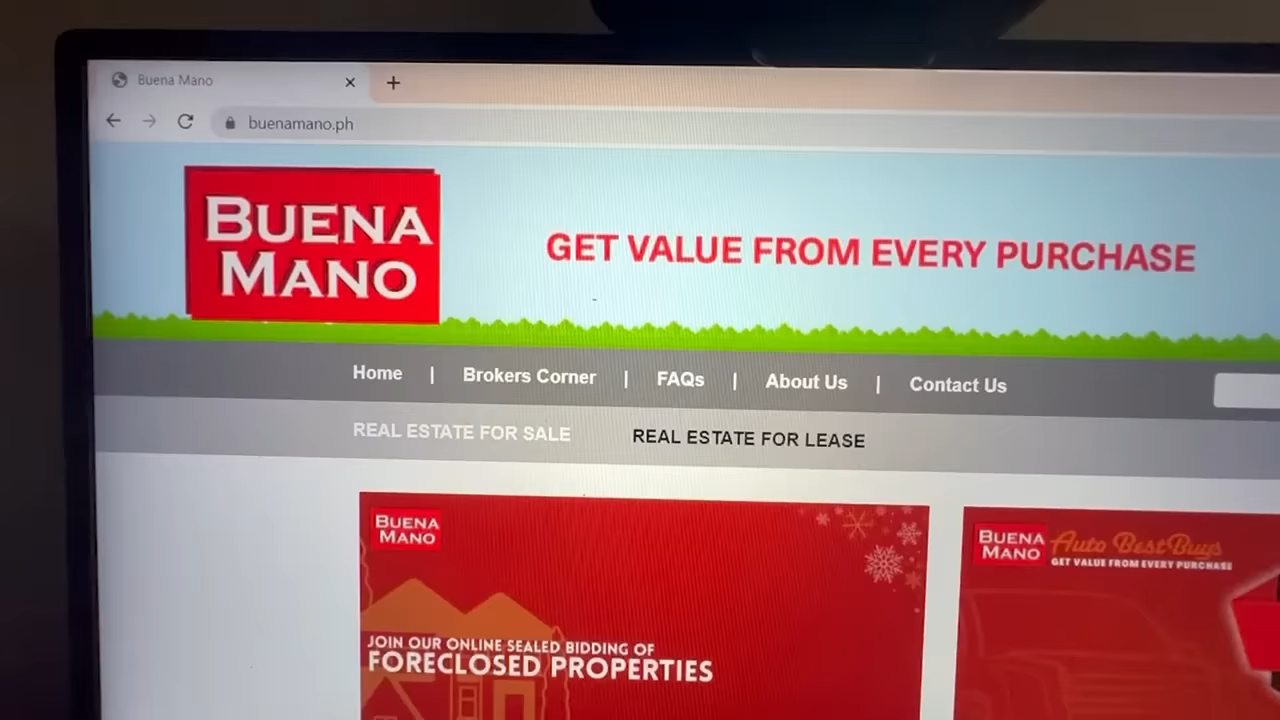 Buena Mano
buenamano.ph
BUENA
MANO
GET VALUE FROM EVERY PURCHASE
Home | Brokers Corner | FAQs | About Us | Contact Us
REAL ESTATE FOR SALE REAL ESTATE FOR LEASE
BUENA
MANO
JOIN OUR ONLINE SEALED BIDDING OF
FORECLOSED PROPERTIES
BUENA
MANO
Auto Best Buys
GET VALUE FROM EVERY PURCHASE